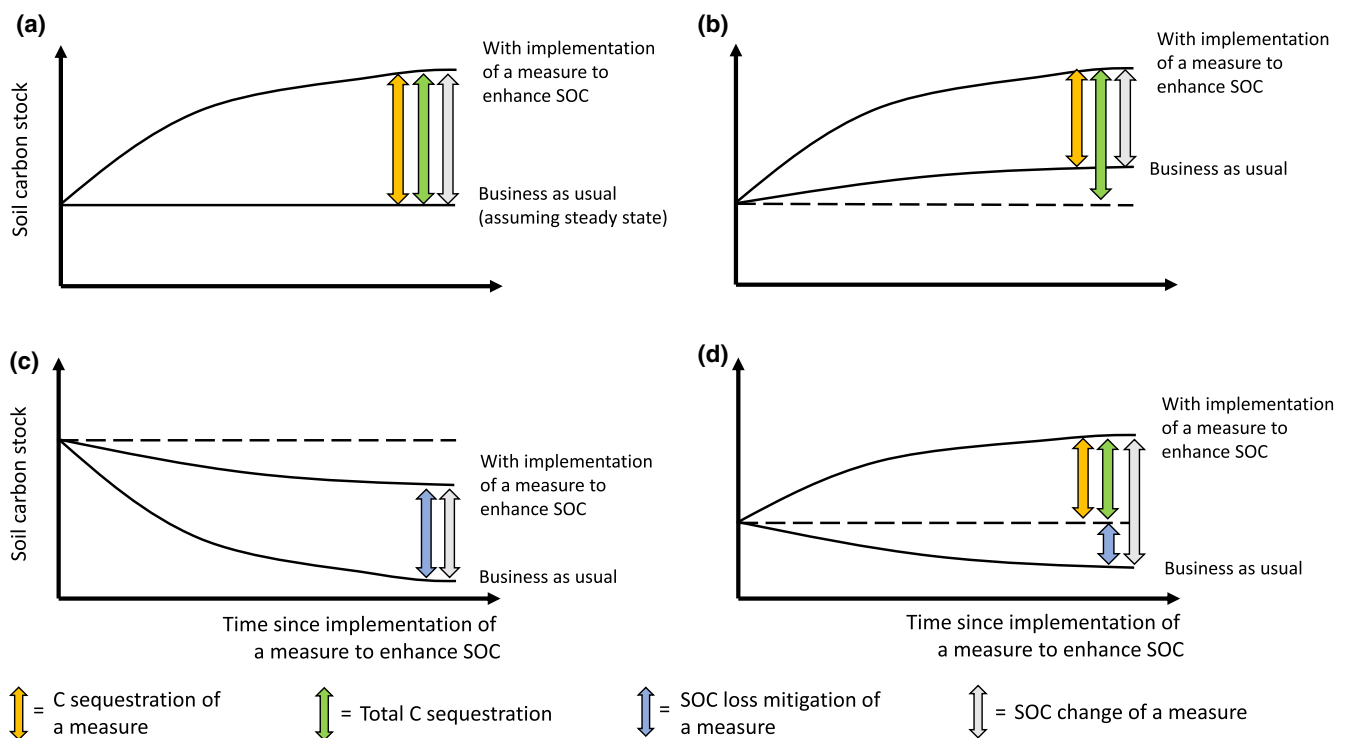 (a)
Soil carbon stock
With implementation
of a measure to
enhance SOC
Business as usual
(assuming steady state)
(b)
With implementation
of a measure to
enhance SOC
Business as usual
(c)
Soil carbon stock
With implementation
of a measure to
enhance SOC
Business as usual
Time since implementation of
a measure to enhance SOC
(d)
With implementation
of a measure to
enhance SOC
Business as usual
Time since implementation of
a measure to enhance SOC
= C sequestration of
a measure
= Total C sequestration
= SOC loss mitigation of
a measure
= SOC change of a measure